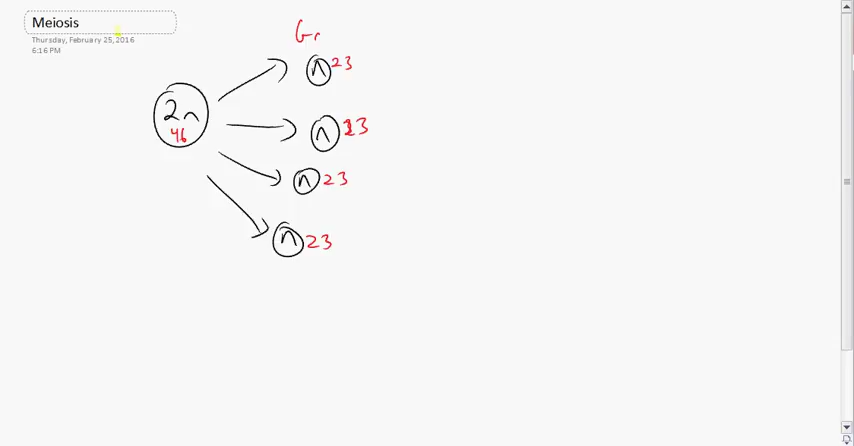 Meiosis
Thursday, February 25, 2016
6:16 PM
n 23
2n
46
n 23
n 23
n 23